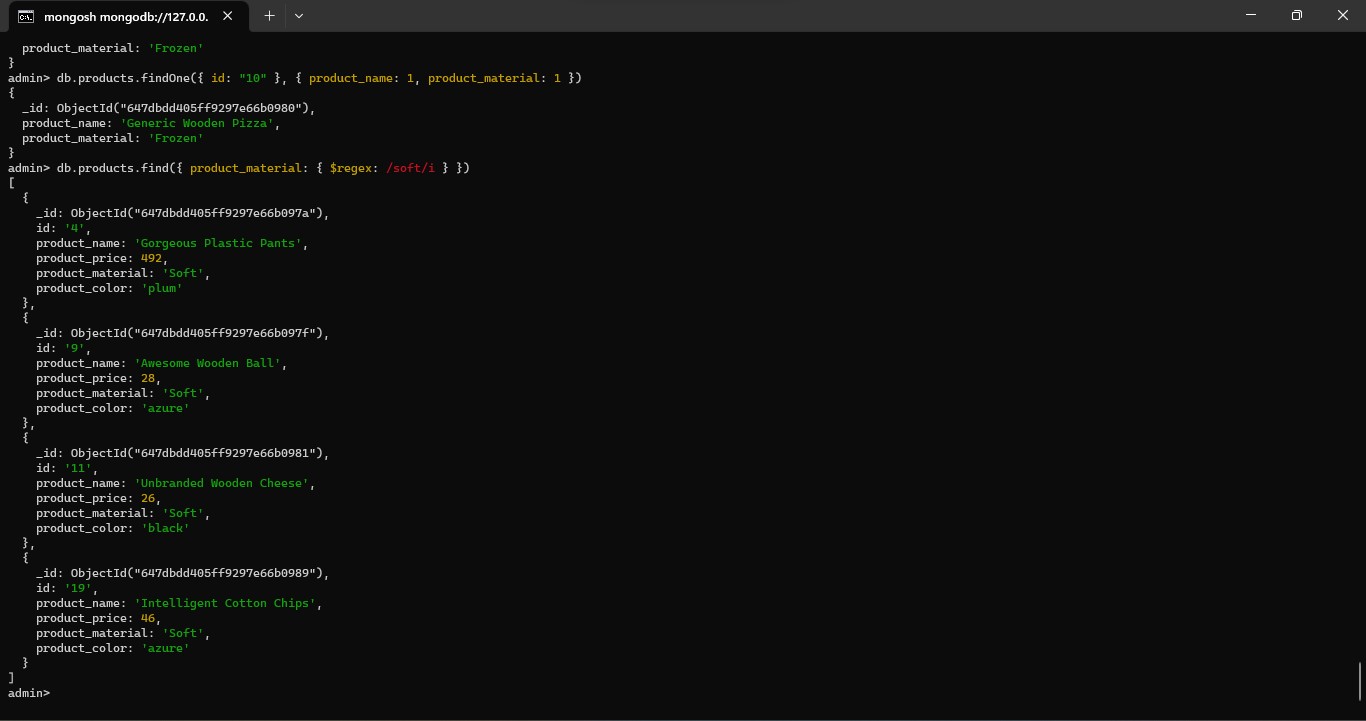 mongosh mongodb://127.0.0.
  product_material: 'Frozen'
}
admin> db.products.findOne({ id: "10" }, { product_name: 1, product_material: 1 })
{
  _id: ObjectId("647dbdd405ff9297e66b0980"),
  product_name: 'Generic Wooden Pizza',
  product_material: 'Frozen'
}
admin> db.products.find({ product_material: { $regex: /soft/i } })
[
  {
    _id: ObjectId("647dbdd405ff9297e66b097a"),
    id: '4',
    product_name: 'Gorgeous Plastic Pants',
    product_price: 492,
    product_material: 'Soft',
    product_color: 'plum'
  },
  {
    _id: ObjectId("647dbdd405ff9297e66b097f"),
    id: '9',
    product_name: 'Awesome Wooden Ball',
    product_price: 28,
    product_material: 'Soft',
    product_color: 'azure'
  },
  {
    _id: ObjectId("647dbdd405ff9297e66b0981"),
    id: '11',
    product_name: 'Unbranded Wooden Cheese',
    product_price: 26,
    product_material: 'Soft',
    product_color: 'black'
  },
  {
    _id: ObjectId("647dbdd405ff9297e66b0989"),
    id: '19',
    product_name: 'Intelligent Cotton Chips',
    product_price: 46,
    product_material: 'Soft',
    product_color: 'azure'
  }
]
admin>